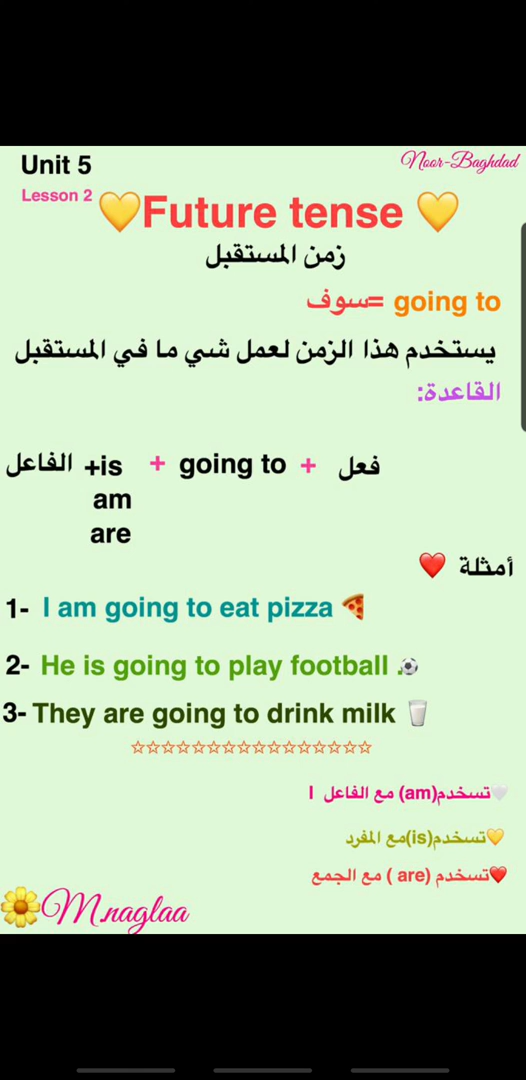 Unit 5
Noor-Baghdad
Lesson 2
💛Future tense 💛
زمن المستقبل
going to =سوف
يستخدم هذا الزمن لعمل شي ما في المستقبل
القاعدة:
الفاعل +is + going to + فعل
am
are
أمثلة ❤️
1- I am going to eat pizza 🍕
2- He is going to play football .⚽
3- They are going to drink milk 🥛
☆☆☆☆☆☆☆☆☆☆☆☆☆☆☆☆
🤍تسخدم(am) مع الفاعل I
💛تسخدم(is)مع المفرد
❤️تسخدم (are ) مع الجمع
🌼M.naglaa